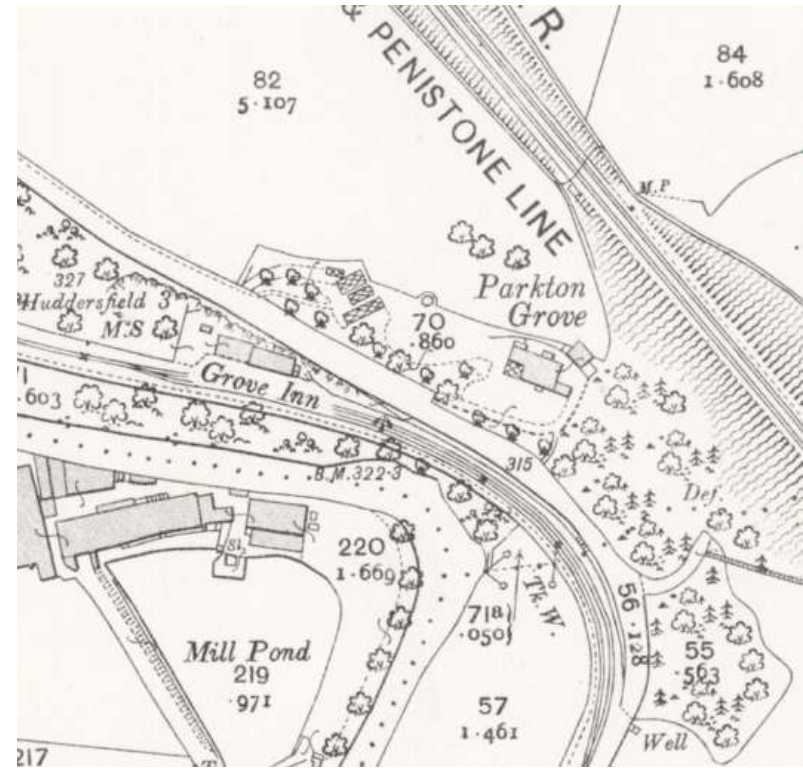 R.
& PENISTONE LINE
82
5·107
84
1·608
M.P
327
Huddersfield 3
M.S
Parkton
Grove
70
·860
Grove Inn
·603
B.M.322·3
315
Def.
220
1·669
Sl.
Tk. W.
71(a)
·050
56
·128
55
·563
Mill Pond
219
·971
57
1·461
Well
217
T.